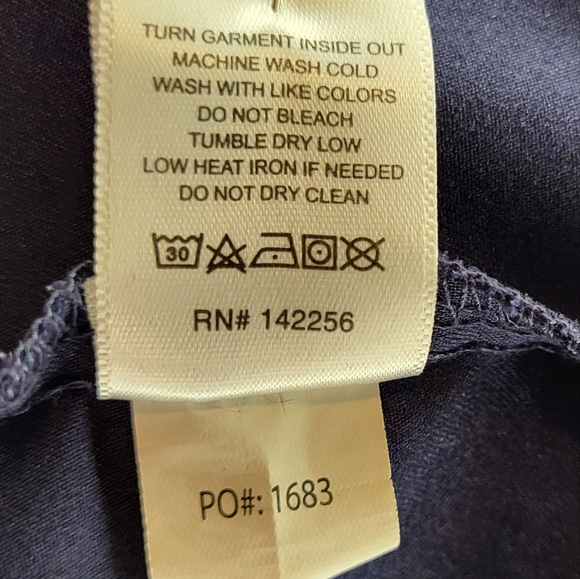 TURN GARMENT INSIDE OUT
MACHINE WASH COLD
WASH WITH LIKE COLORS
DO NOT BLEACH
TUMBLE DRY LOW
LOW HEAT IRON IF NEEDED
DO NOT DRY CLEAN
30
RN# 142256
PO#: 1683